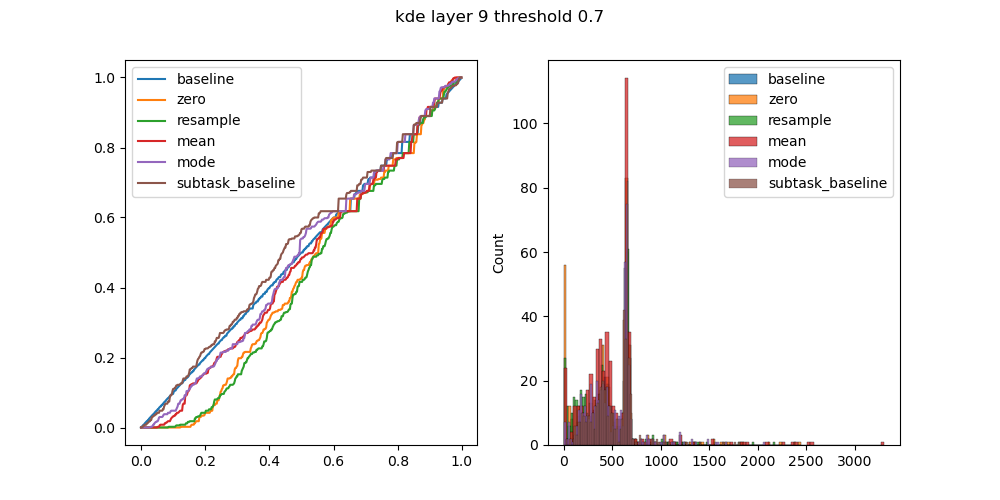 kde layer 9 threshold 0.7
baseline
zero
resample
mean
mode
subtask_baseline
1.0
0.8
0.6
0.4
0.2
0.0
0.0 0.2 0.4 0.6 0.8 1.0
baseline
zero
resample
mean
mode
subtask_baseline
Count
100
80
60
40
20
0
0 500 1000 1500 2000 2500 3000